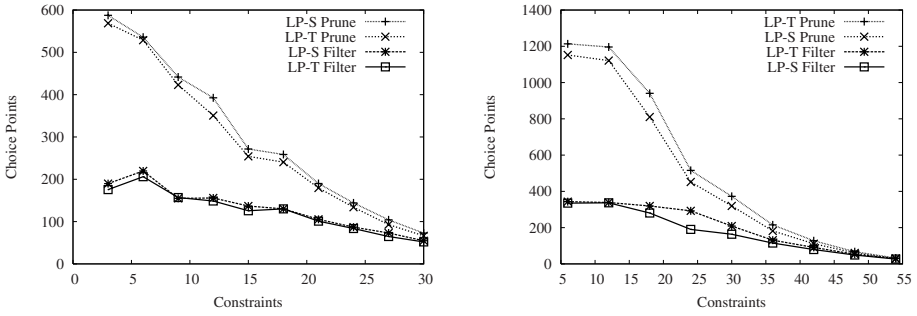 600
500
400
300
200
100
0
Choice Points
LP-S Prune
LP-T Prune
LP-S Filter
LP-T Filter
0 5 10 15 20 25 30
Constraints
1400
1200
1000
800
600
400
200
0
Choice Points
LP-T Prune
LP-S Prune
LP-T Filter
LP-S Filter
5 10 15 20 25 30 35 40 45 50 55
Constraints